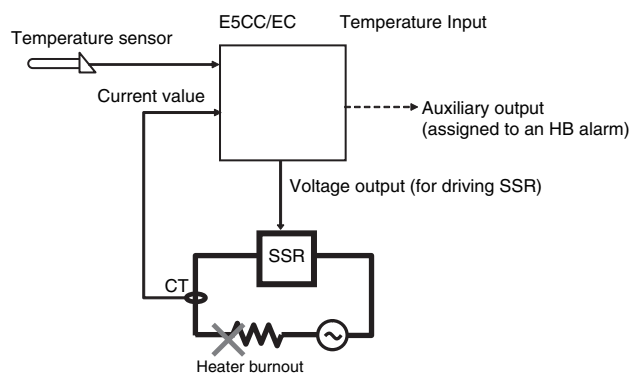 E5CC/EC
Temperature Input
Temperature sensor
Current value
Auxiliary output
(assigned to an HB alarm)
Voltage output (for driving SSR)
SSR
CT
Heater burnout